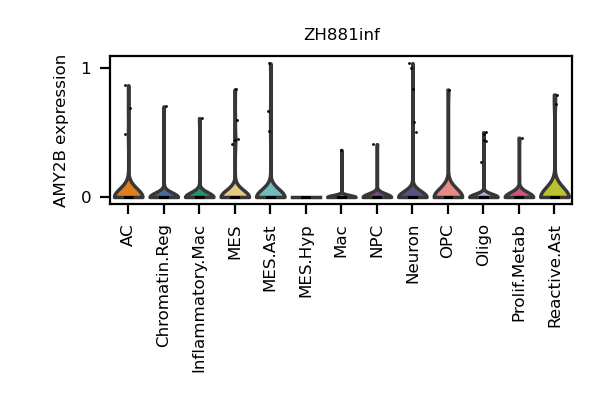 ZH881inf
AMY2B expression
1
0
AC
Chromatin.Reg
Inflammatory.Mac
MES
MES.Ast
MES.Hyp
Mac
NPC
Neuron
OPC
Oligo
Prolif.Metab
Reactive.Ast